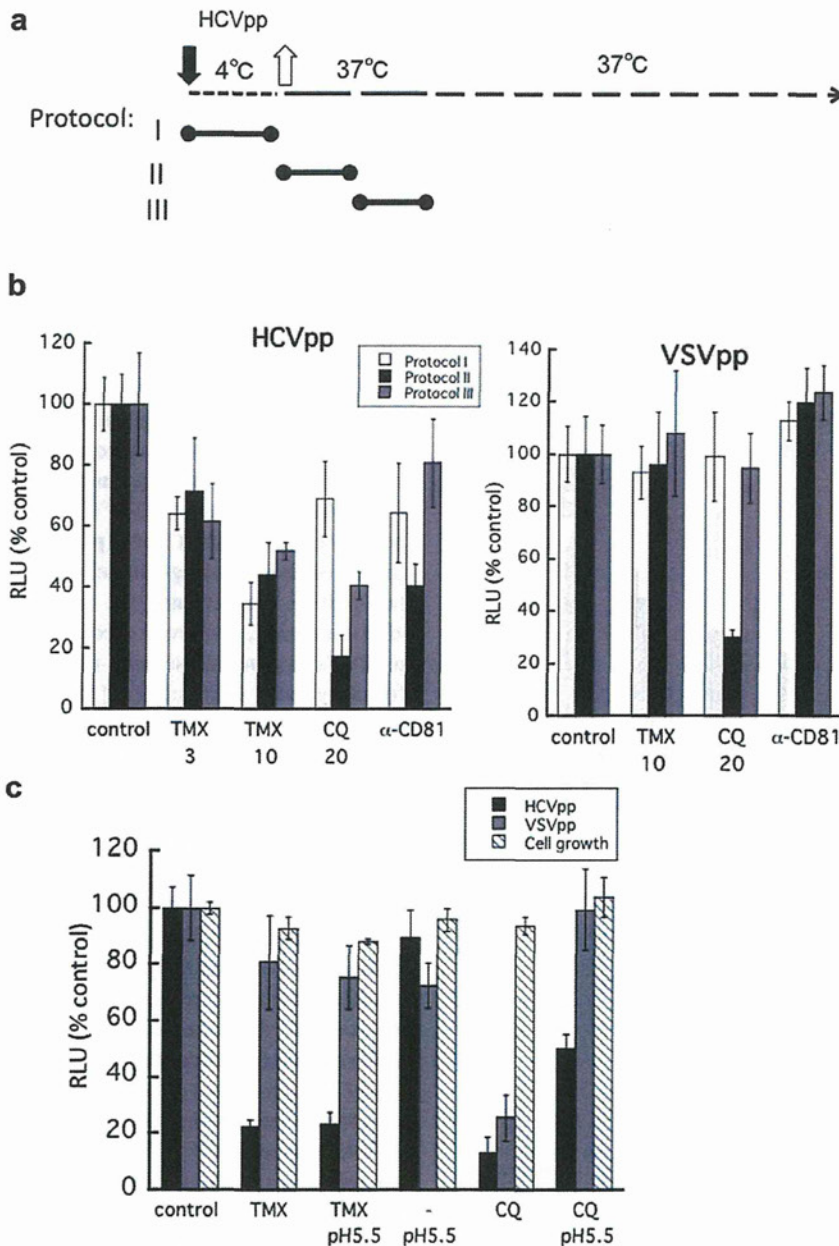 a
HCVpp
4°C 37°C 37°C
Protocol:
I
II
III
b
HCVpp
Protocol I
Protocol II
Protocol III
RLU (% control)
120
100
80
60
40
20
0
control TMX 3 TMX 10 CQ 20 α-CD81
VSVpp
RLU (% control)
140
120
100
80
60
40
20
0
control TMX 10 CQ 20 α-CD81
c
HCVpp
VSVpp
Cell growth
RLU (% control)
120
100
80
60
40
20
0
control TMX TMX pH5.5 - pH5.5 CQ CQ pH5.5